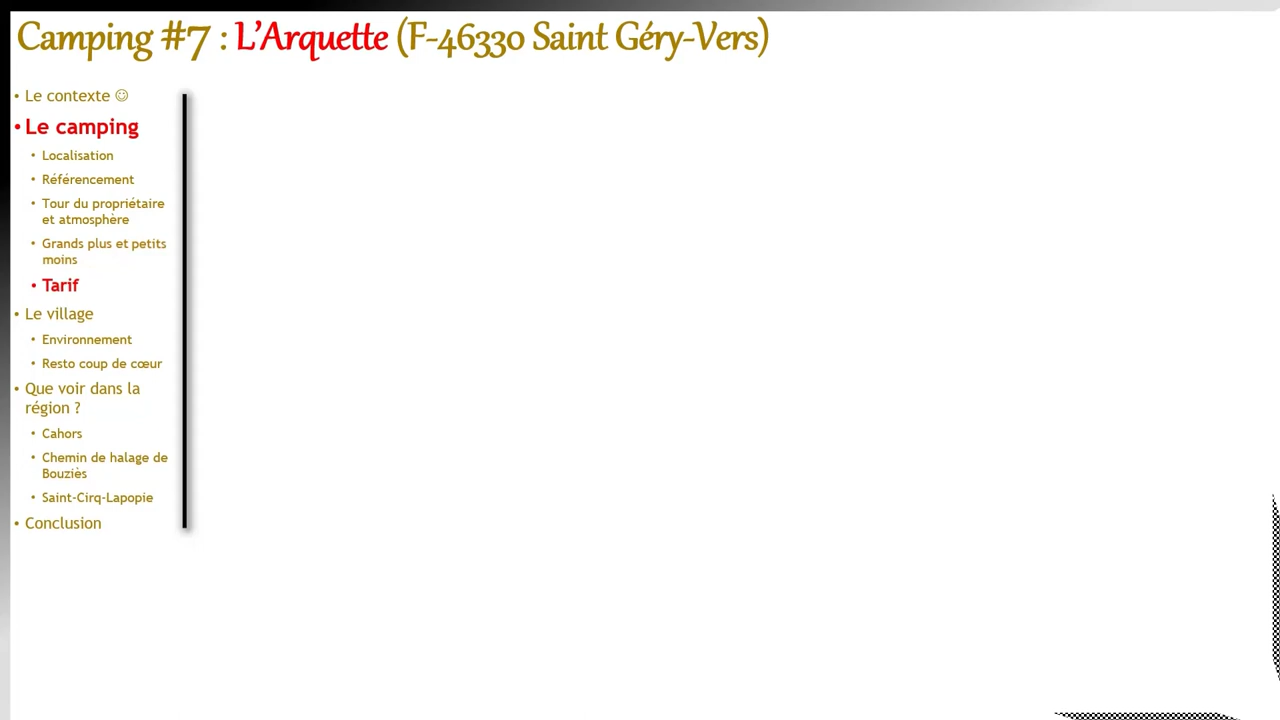 Camping #7 : L’Arquette (F-46330 Saint Géry-Vers)
• Le contexte ☺
• Le camping
• Localisation
• Référencement
• Tour du propriétaire
et atmosphère
• Grands plus et petits
moins
• Tarif
• Le village
• Environnement
• Resto coup de cœur
• Que voir dans la
région ?
• Cahors
• Chemin de halage de
Bouziès
• Saint-Cirq-Lapopie
• Conclusion